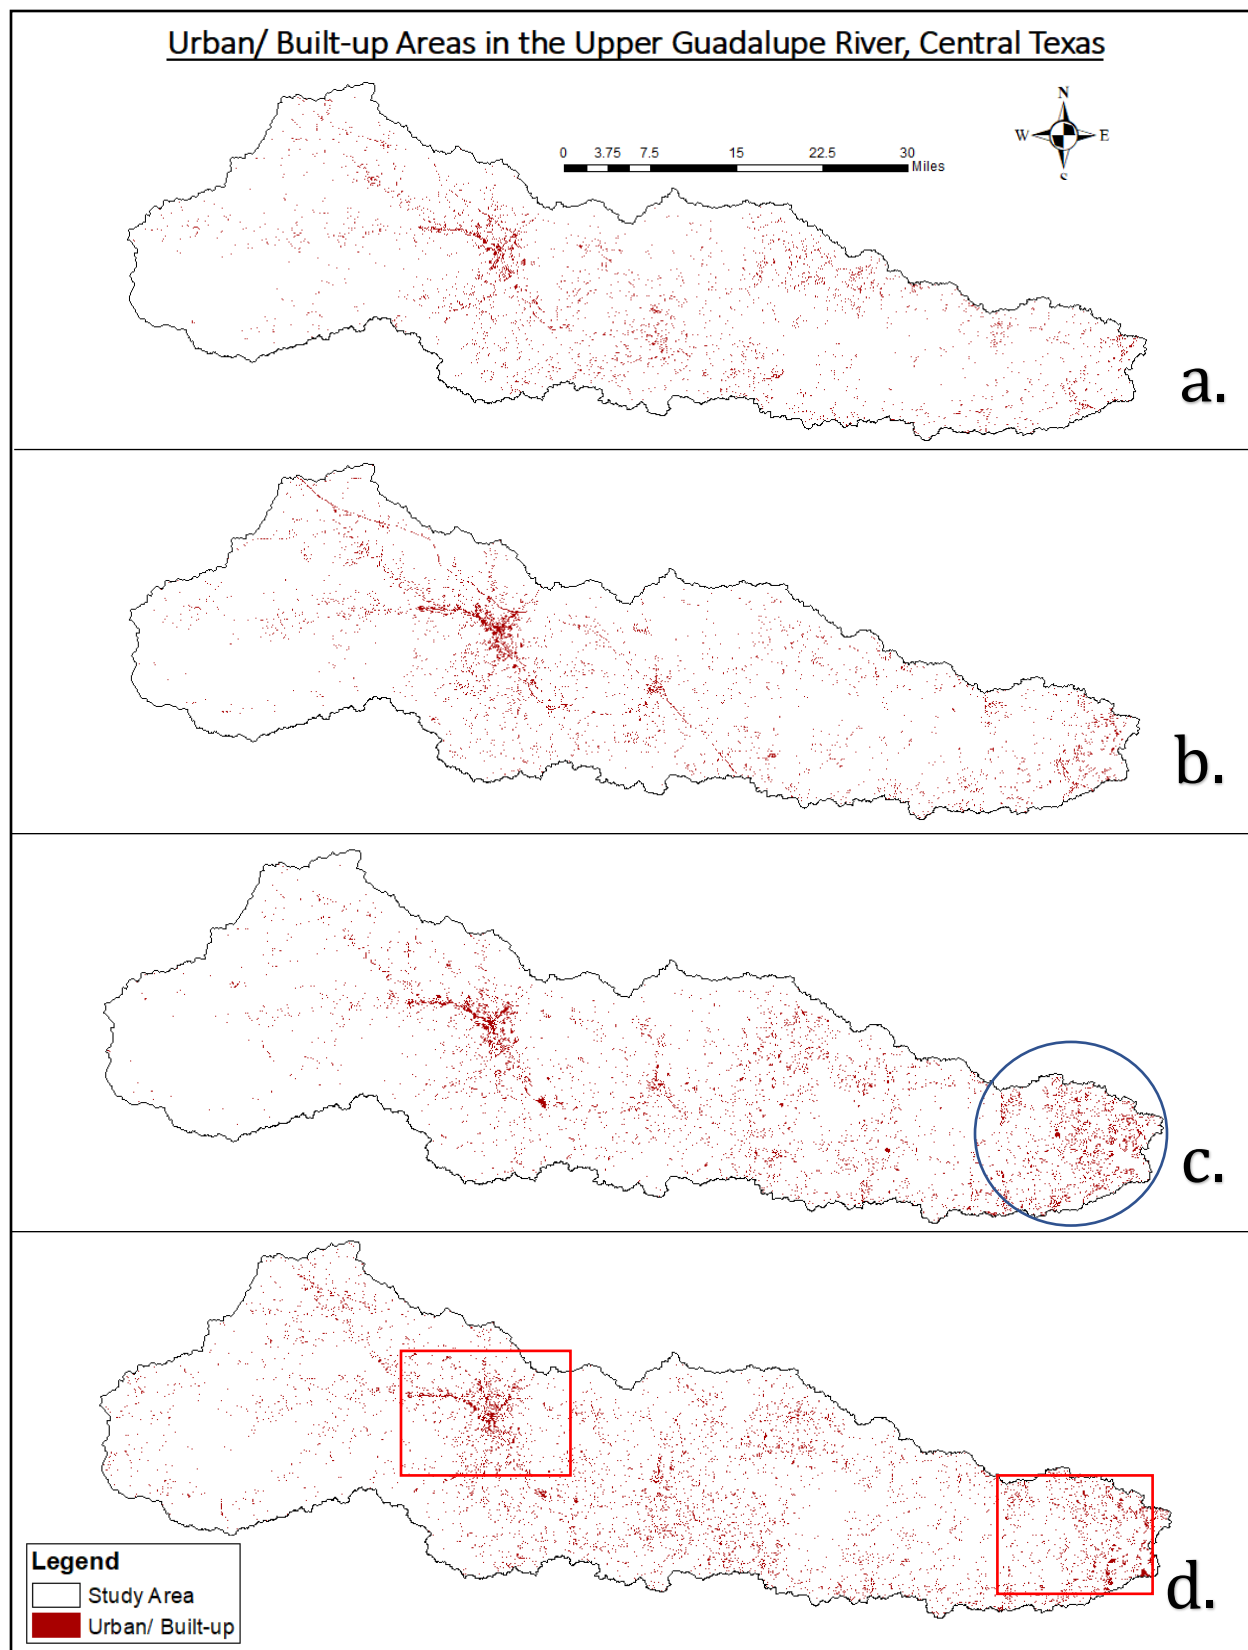 Urban/ Built-up Areas in the Upper Guadalupe River, Central Texas
N
W E
S
0 3.75 7.5 15 22.5 30
Miles
a.
b.
c.
d.
Legend
Study Area
Urban/ Built-up